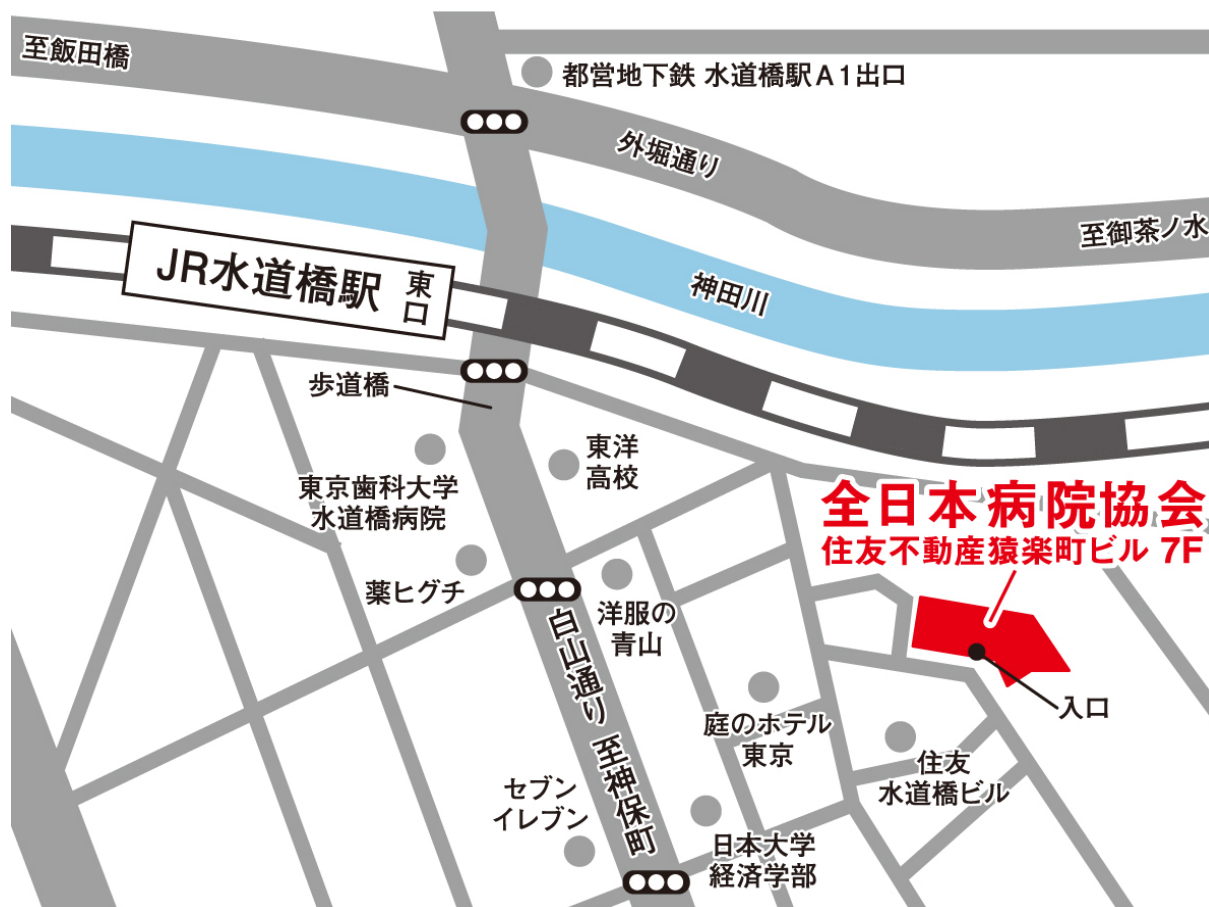 至飯田橋
都営地下鉄 水道橋駅A1出口
外堀通り
至御茶ノ水
JR水道橋駅
東口
神田川
歩道橋
東洋
高校
東京歯科大学
水道橋病院
全日本病院協会
住友不動産猿楽町ビル 7F
薬ヒグチ
洋服の
青山
白山通り 至神保町
入口
庭のホテル
東京
住友
水道橋ビル
セブン
イレブン
日本大学
経済学部